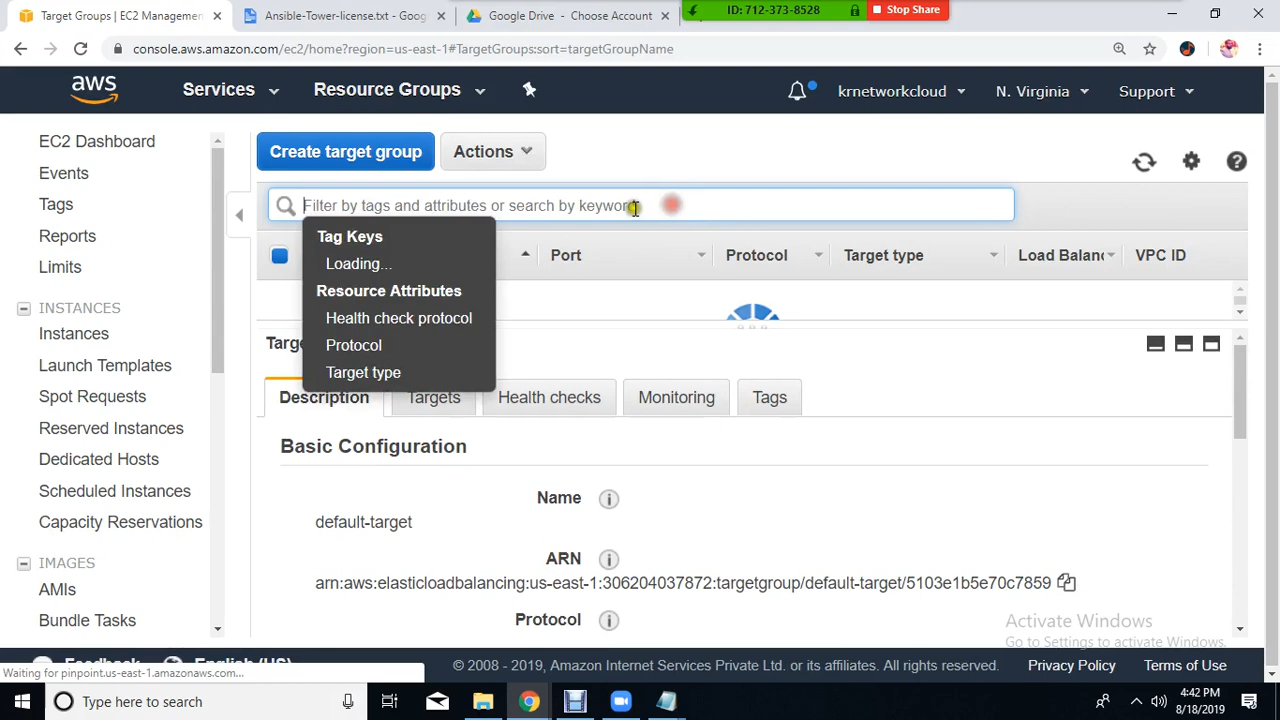 Target Groups | EC2 Managemen
Ansible-Tower-license.txt - Goog
Google Drive - Choose Account
ID: 712-373-8528
Stop Share
console.aws.amazon.com/ec2/home?region=us-east-1#TargetGroups:sort=targetGroupName
aws
Services
Resource Groups
krnetworkcloud
N. Virginia
Support
EC2 Dashboard
Events
Tags
Reports
Limits
INSTANCES
Instances
Launch Templates
Spot Requests
Reserved Instances
Dedicated Hosts
Scheduled Instances
Capacity Reservations
IMAGES
AMIs
Bundle Tasks
Create target group
Actions
Filter by tags and attributes or search by keyword
Tag Keys
Loading...
Resource Attributes
Health check protocol
Protocol
Target type
Port
Protocol
Target type
Load Balanc
VPC ID
Targe
Description
Targets
Health checks
Monitoring
Tags
Basic Configuration
Name
default-target
ARN
arn:aws:elasticloadbalancing:us-east-1:306204037872:targetgroup/default-target/5103e1b5e70c7859
Protocol
Activate Windows
Go to Settings to activate Windows.
Waiting for pinpoint.us-east-1.amazonaws.com...
Feedback
English (US)
© 2008 - 2019, Amazon Internet Services Private Ltd. or its affiliates. All rights reserved.
Privacy Policy
Terms of Use
Type here to search
4:42 PM
8/18/2019